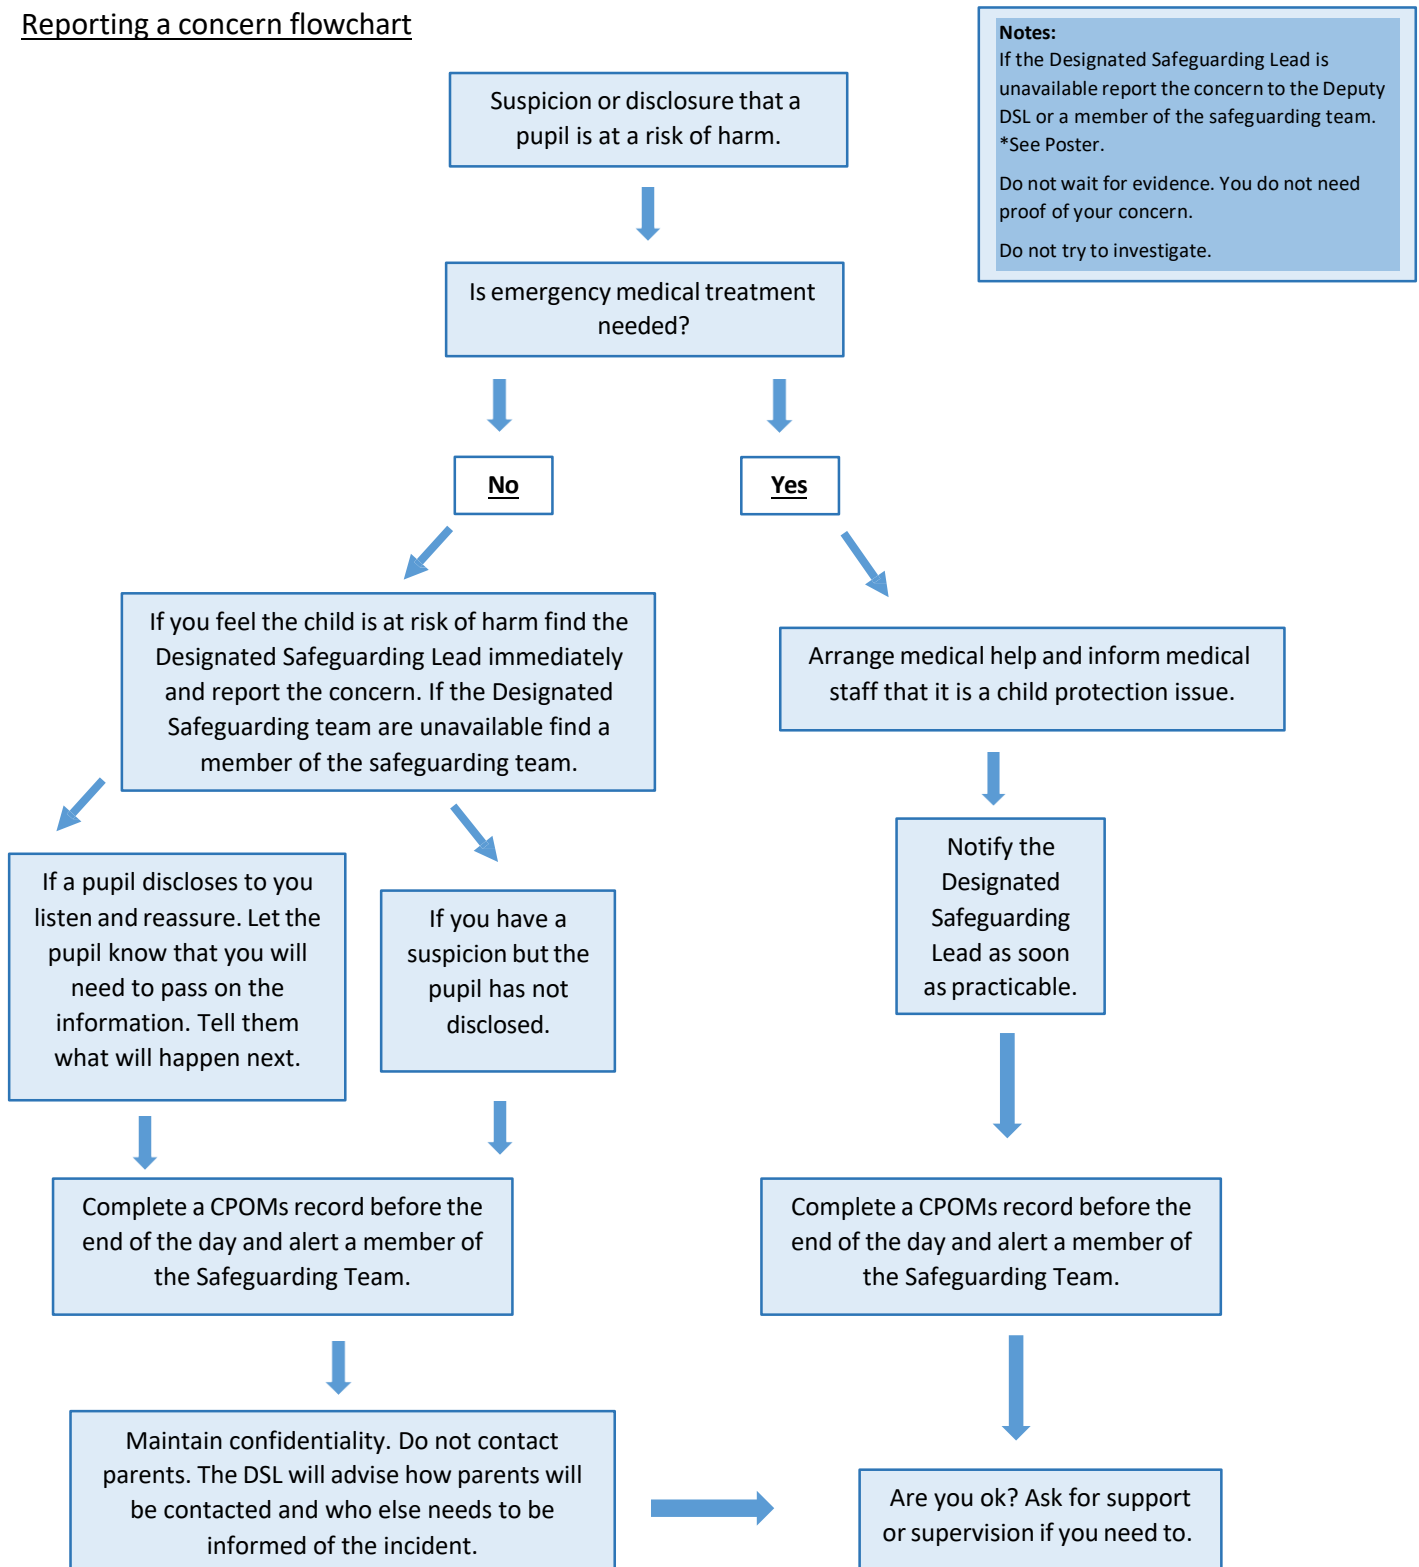 Reporting a concern flowchart
Notes:
If the Designated Safeguarding Lead is
unavailable report the concern to the Deputy
DSL or a member of the safeguarding team.
*See Poster.
Do not wait for evidence. You do not need
proof of your concern.
Do not try to investigate.
Suspicion or disclosure that a
pupil is at a risk of harm.
Is emergency medical treatment
needed?
No
Yes
If you feel the child is at risk of harm find the
Designated Safeguarding Lead immediately
and report the concern. If the Designated
Safeguarding team are unavailable find a
member of the safeguarding team.
Arrange medical help and inform medical
staff that it is a child protection issue.
If a pupil discloses to you
listen and reassure. Let the
pupil know that you will
need to pass on the
information. Tell them
what will happen next.
If you have a
suspicion but the
pupil has not
disclosed.
Notify the
Designated
Safeguarding
Lead as soon
as practicable.
Complete a CPOMs record before the
end of the day and alert a member of
the Safeguarding Team.
Complete a CPOMs record before the
end of the day and alert a member of
the Safeguarding Team.
Maintain confidentiality. Do not contact
parents. The DSL will advise how parents will
be contacted and who else needs to be
informed of the incident.
Are you ok? Ask for support
or supervision if you need to.